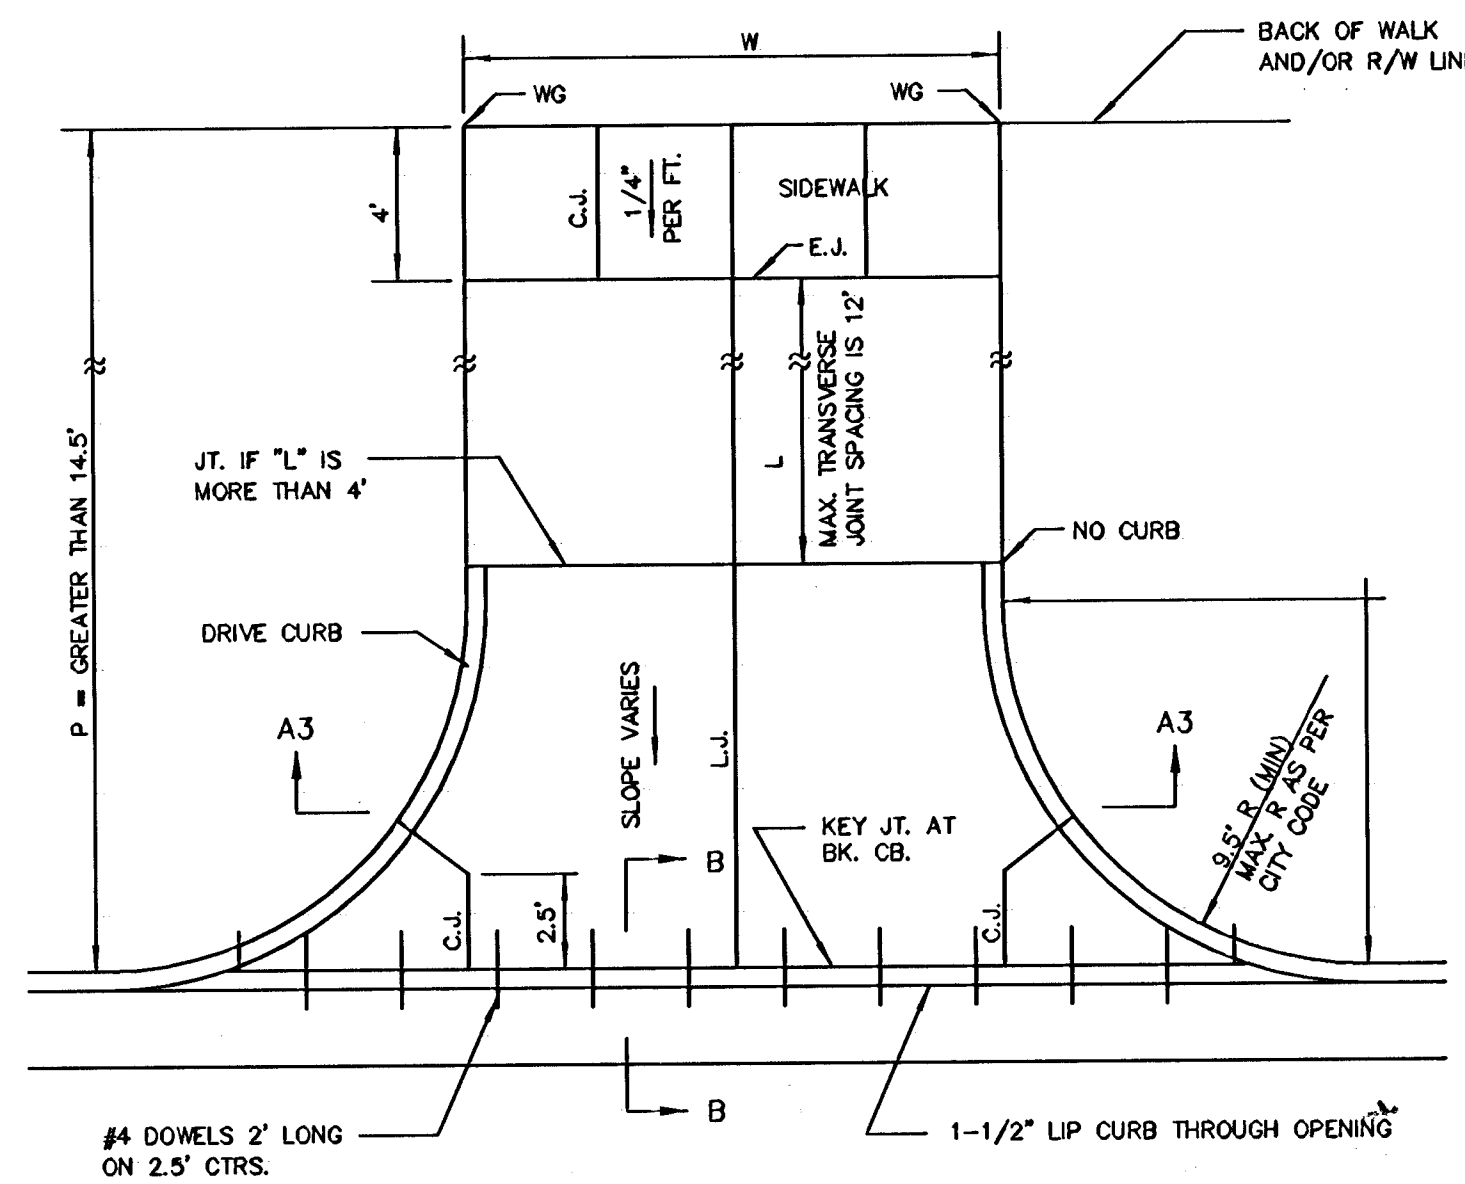 W
BACK OF WALK
AND/OR R/W LIN
WG
WG
4'
C.J.
1/4"
PER FT.
SIDEWALK
E.J.
MAX. TRANSVERSE
JOINT SPACING IS 12'
L
JT. IF "L" IS
MORE THAN 4'
P = GREATER THAN 14.5'
NO CURB
DRIVE CURB
SLOPE VARIES
L.J.
A3
A3
9.5' R (MIN)
MAX. R AS PER
CITY CODE
KEY JT. AT
BK. CB.
B
C.J.
2.5'
C.J.
B
#4 DOWELS 2' LONG
ON 2.5' CTRS.
1-1/2" LIP CURB THROUGH OPENING